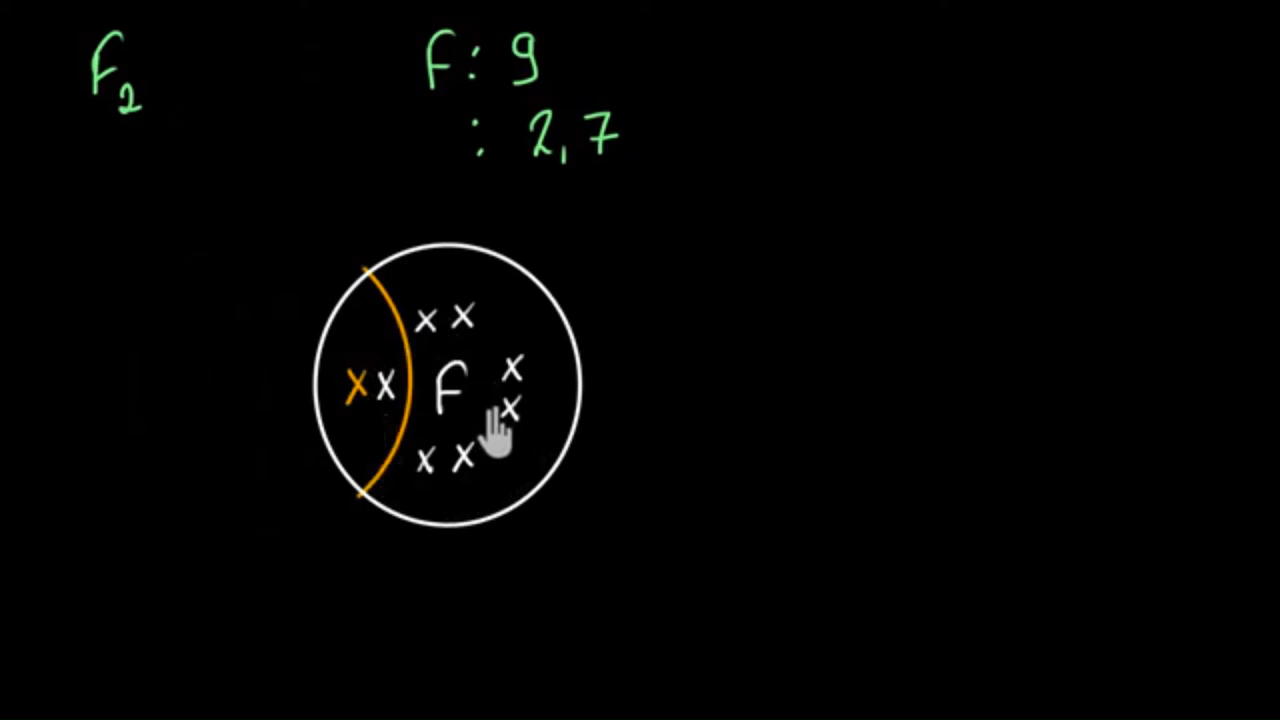 F₂
F: 9
: 2,7
x x
x
x x F
x
x x